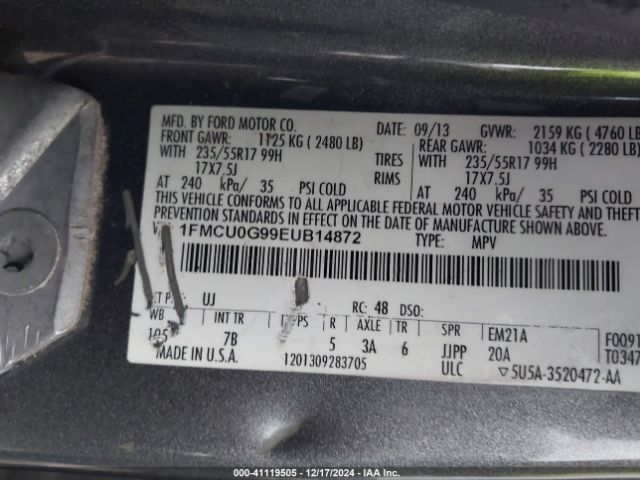 MFD. BY FORD MOTOR CO.
DATE: 09/13 GVWR: 2159 KG ( 4760 LB
FRONT GAWR: 1125 KG ( 2480 LB)
REAR GAWR: 1034 KG ( 2280 LB)
WITH 235/55R17 99H TIRES WITH 235/55R17 99H
17X7.5J RIMS 17X7.5J
AT 240 kPa/ 35 PSI COLD AT 240 kPa/ 35 PSI COLD
THIS VEHICLE CONFORMS TO ALL APPLICABLE FEDERAL MOTOR VEHICLE SAFETY AND THEFT
PREVENTION STANDARDS IN EFFECT ON THE DATE OF MANUFACTURE SHOWN ABOVE.
1FMCU0G99EUB14872 TYPE: MPV
UJ RC: 48 DSO:
WB INT TR R AXLE TR SPR EM21A F0091
105 7B 5 3A 6 JJPP 20A T0347
MADE IN U.S.A. 1201309283705 ULC ▽5U5A-3520472-AA
000-41119505 - 12/17/2024 - IAA Inc.